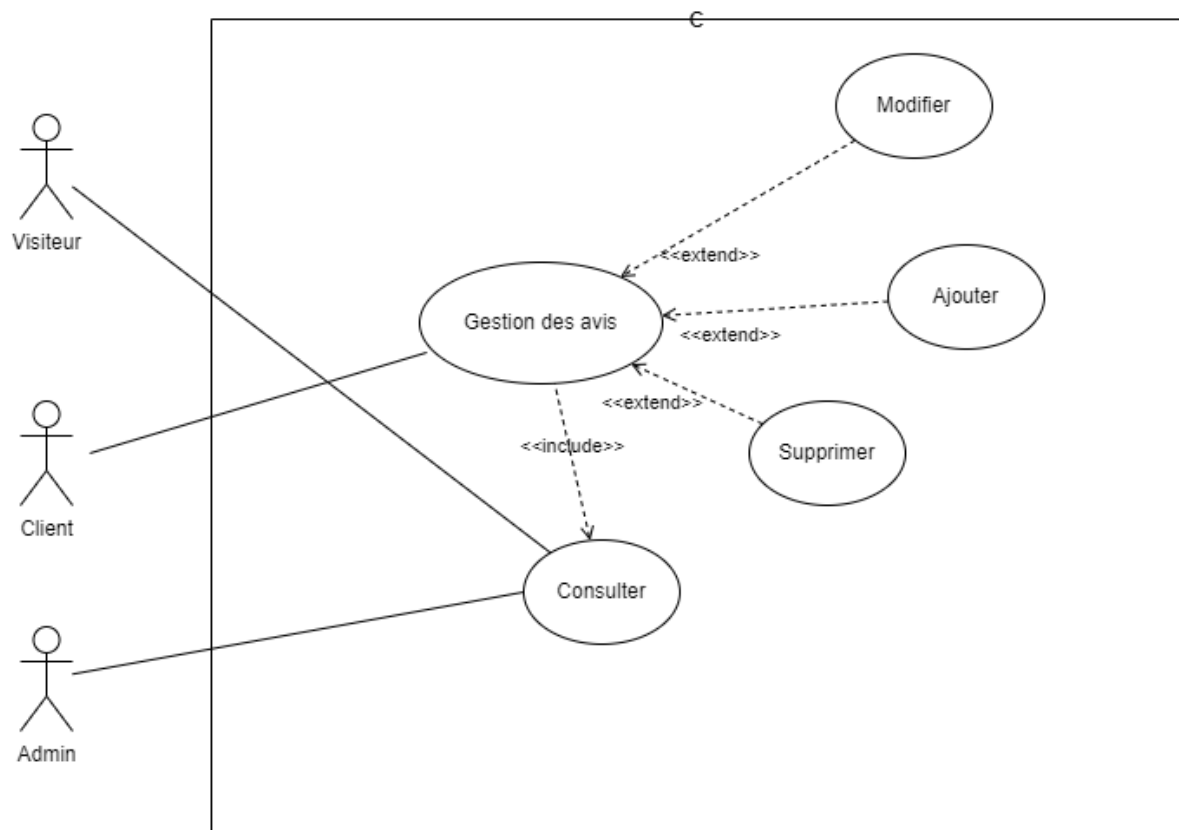 C
Modifier
Visiteur
<<extend>>
Ajouter
Gestion des avis
<<extend>>
<<extend>>
<<include>>
Supprimer
Client
Consulter
Admin